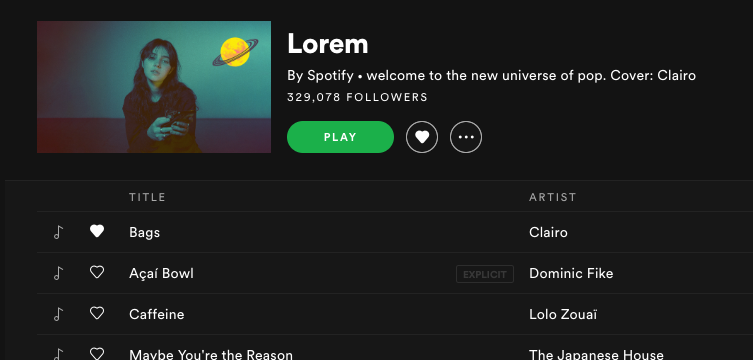 Lorem
By Spotify • welcome to the new universe of pop. Cover: Clairo
329,078 FOLLOWERS
PLAY
TITLE ARTIST
Bags Clairo
Açaí Bowl EXPLICIT Dominic Fike
Caffeine Lolo Zouaï
Maybe You're the Reason The Japanese House